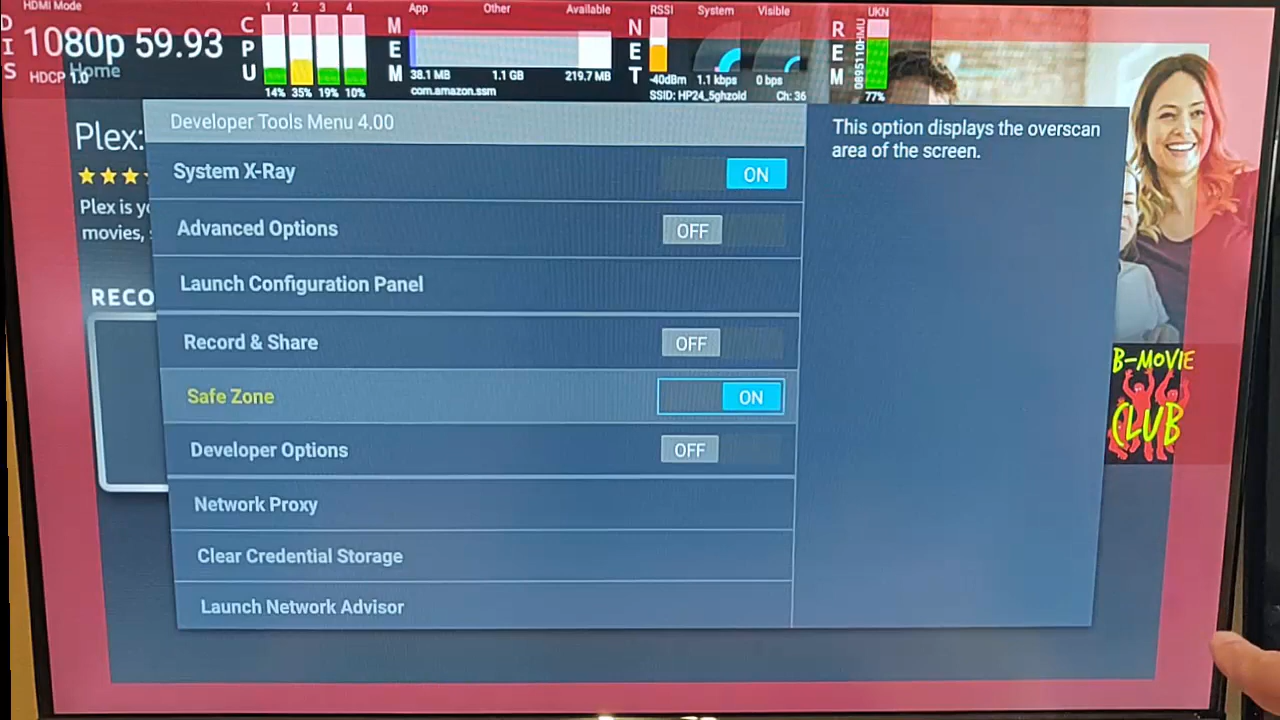 HDMI Mode
DIS
1080p 59.93
HDCP 1.0
Home
CPU
1 2 3 4
14% 35% 19% 10%
MEM
App Other Available
38.1 MB 1.1 GB 219.7 MB
com.amazon.ssm
NET
RSSI System Visible
-40dBm 1.1 kbps 0 bps
SSID: HP24_5ghzold Ch: 36
REM
UKN
77%
Plex:
Plex is yo
movies,
RECO
Developer Tools Menu 4.00
System X-Ray ON
Advanced Options OFF
Launch Configuration Panel
Record & Share OFF
Safe Zone ON
Developer Options OFF
Network Proxy
Clear Credential Storage
Launch Network Advisor
This option displays the overscan
area of the screen.
B-MOVIE
CLUB